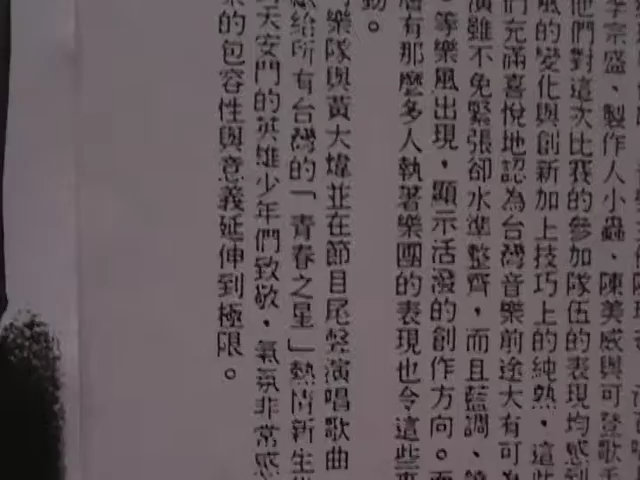 李宗盛、製作人小蟲、陳美威與可登歌手
他們對這次比賽的參加隊伍的表現均感到
風的變化與創新加上技巧上的純熟，這些
們充滿喜悅地認為台灣音樂前途大有可為
演雖不免緊張卻水準整齊，而且藍調、
。等樂風出現，顯示活潑的創作方向。而
有那麼多人執著樂團的表現也令這些
動。
樂隊與黃大煒並在節目尾聲演唱歌曲
給所有台灣的「青春之星」熱情新生
天安門的英雄少年們致敬，氣氛非常感
的包容性與意義延伸到極限。